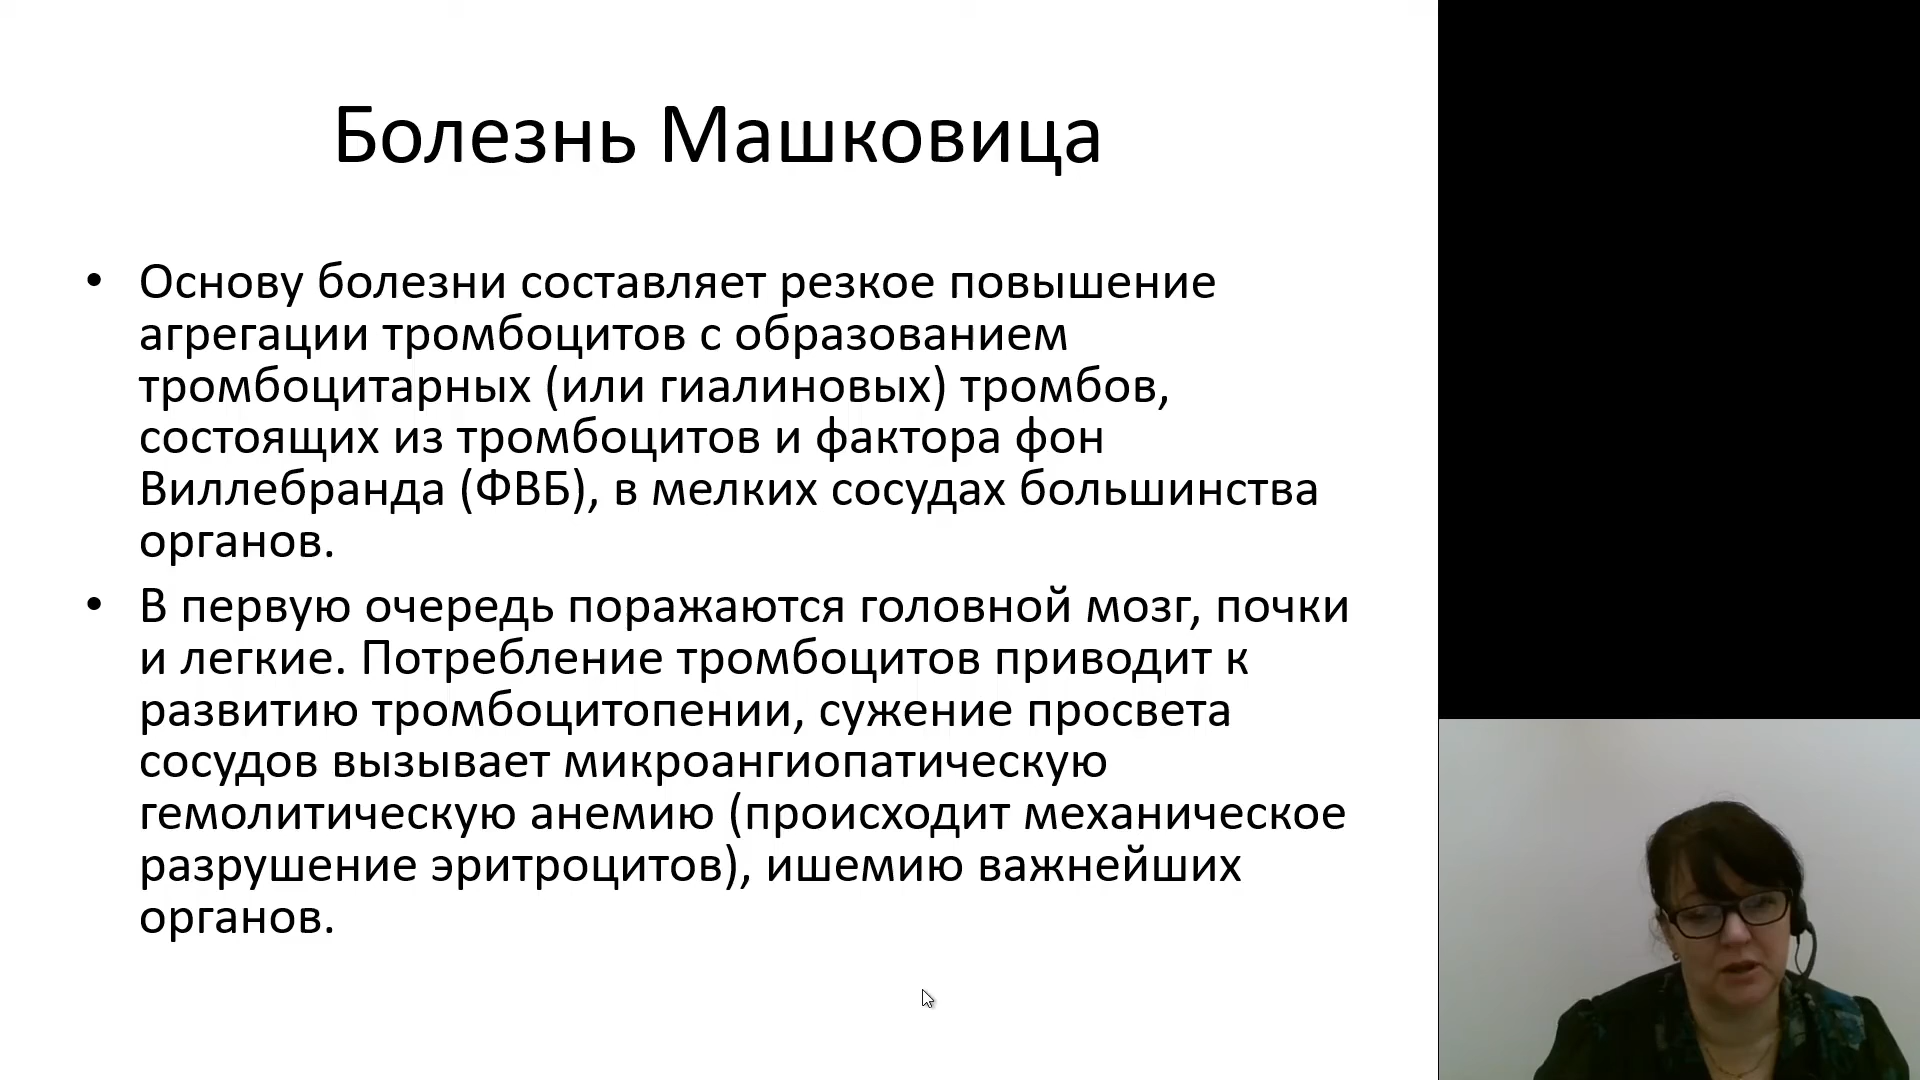 Болезнь Машковица
• Основу болезни составляет резкое повышение
агрегации тромбоцитов с образованием
тромбоцитарных (или гиалиновых) тромбов,
состоящих из тромбоцитов и фактора фон
Виллебранда (ФВБ), в мелких сосудах большинства
органов.
• В первую очередь поражаются головной мозг, почки
и легкие. Потребление тромбоцитов приводит к
развитию тромбоцитопении, сужение просвета
сосудов вызывает микроангиопатическую
гемолитическую анемию (происходит механическое
разрушение эритроцитов), ишемию важнейших
органов.